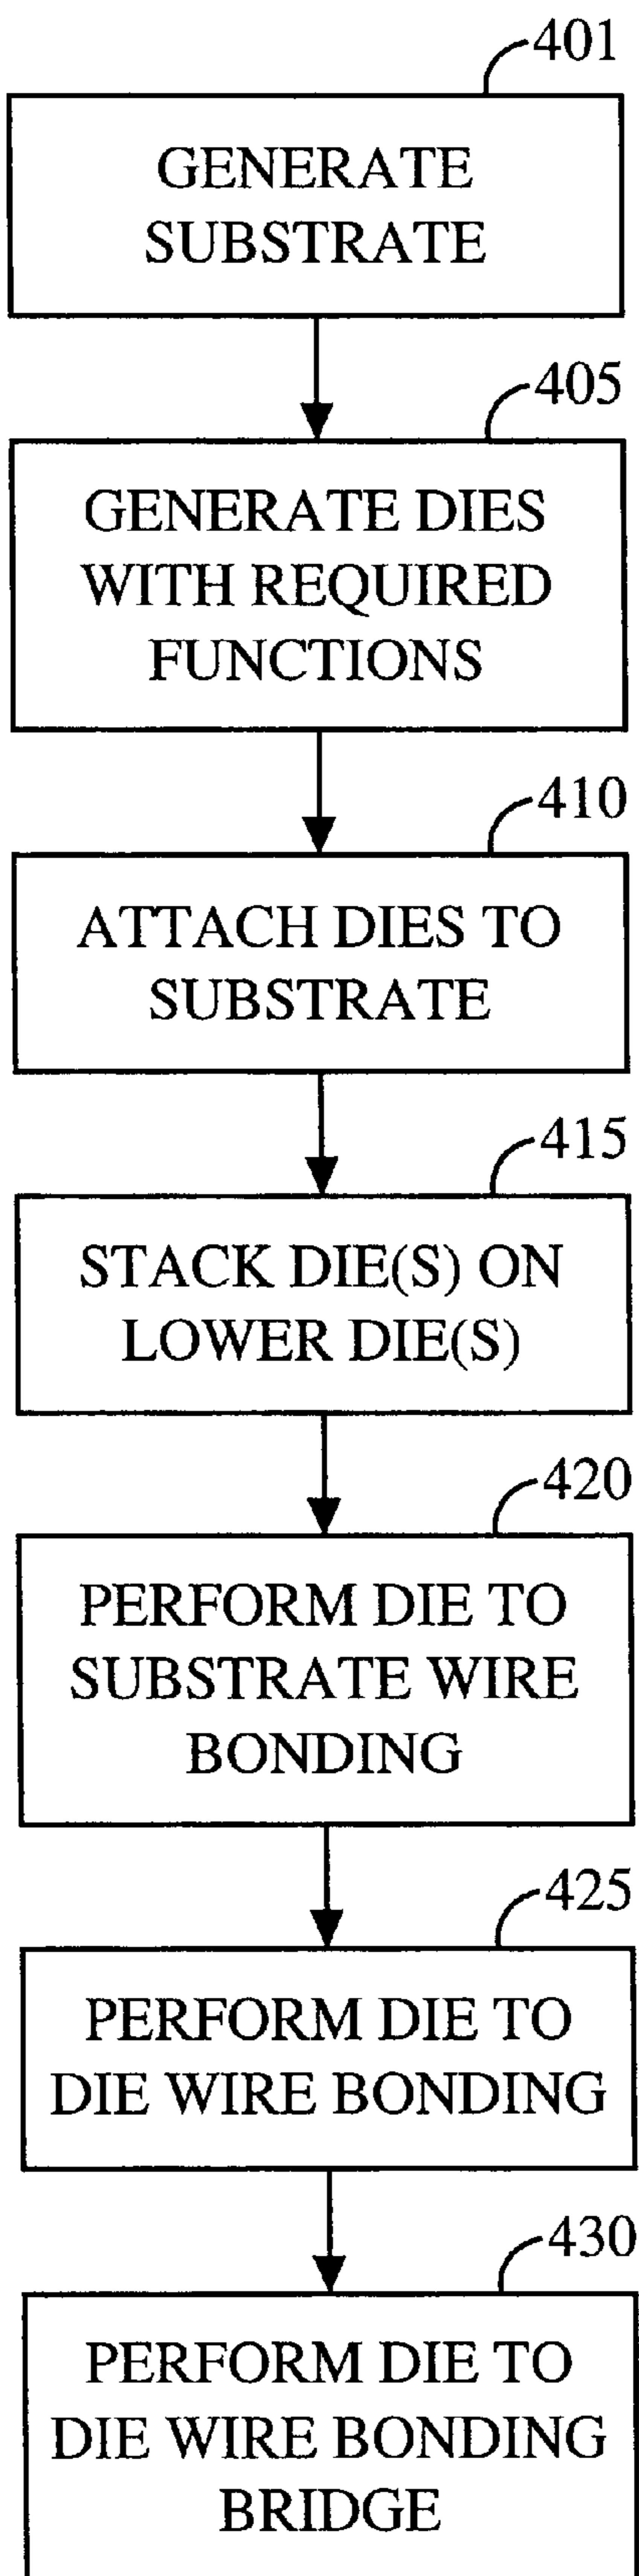 401
GENERATE
SUBSTRATE
405
GENERATE DIES
WITH REQUIRED
FUNCTIONS
410
ATTACH DIES TO
SUBSTRATE
415
STACK DIE(S) ON
LOWER DIE(S)
420
PERFORM DIE TO
SUBSTRATE WIRE
BONDING
425
PERFORM DIE TO
DIE WIRE BONDING
430
PERFORM DIE TO
DIE WIRE BONDING
BRIDGE